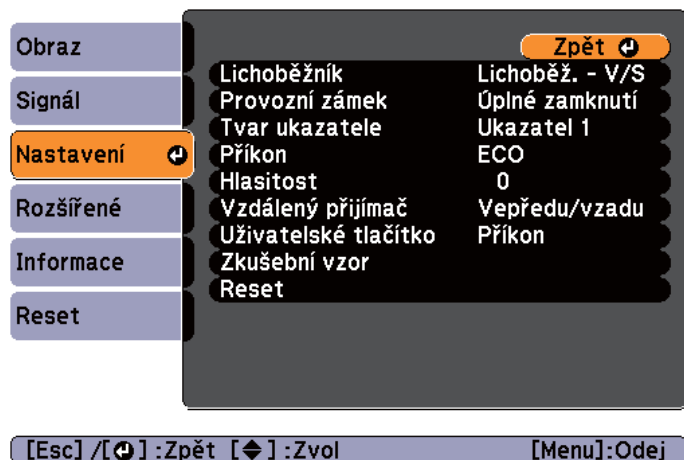 Obraz
Signál
Nastavení
Rozšířené
Informace
Reset
Zpět
Lichoběžník Lichoběž. - V/S
Provozní zámek Úplné zamknutí
Tvar ukazatele Ukazatel 1
Příkon ECO
Hlasitost 0
Vzdálený přijímač Vepředu/vzadu
Uživatelské tlačítko Příkon
Zkušební vzor
Reset
[Esc] /[⏎] :Zpět [◆] :Zvol [Menu]:Odej